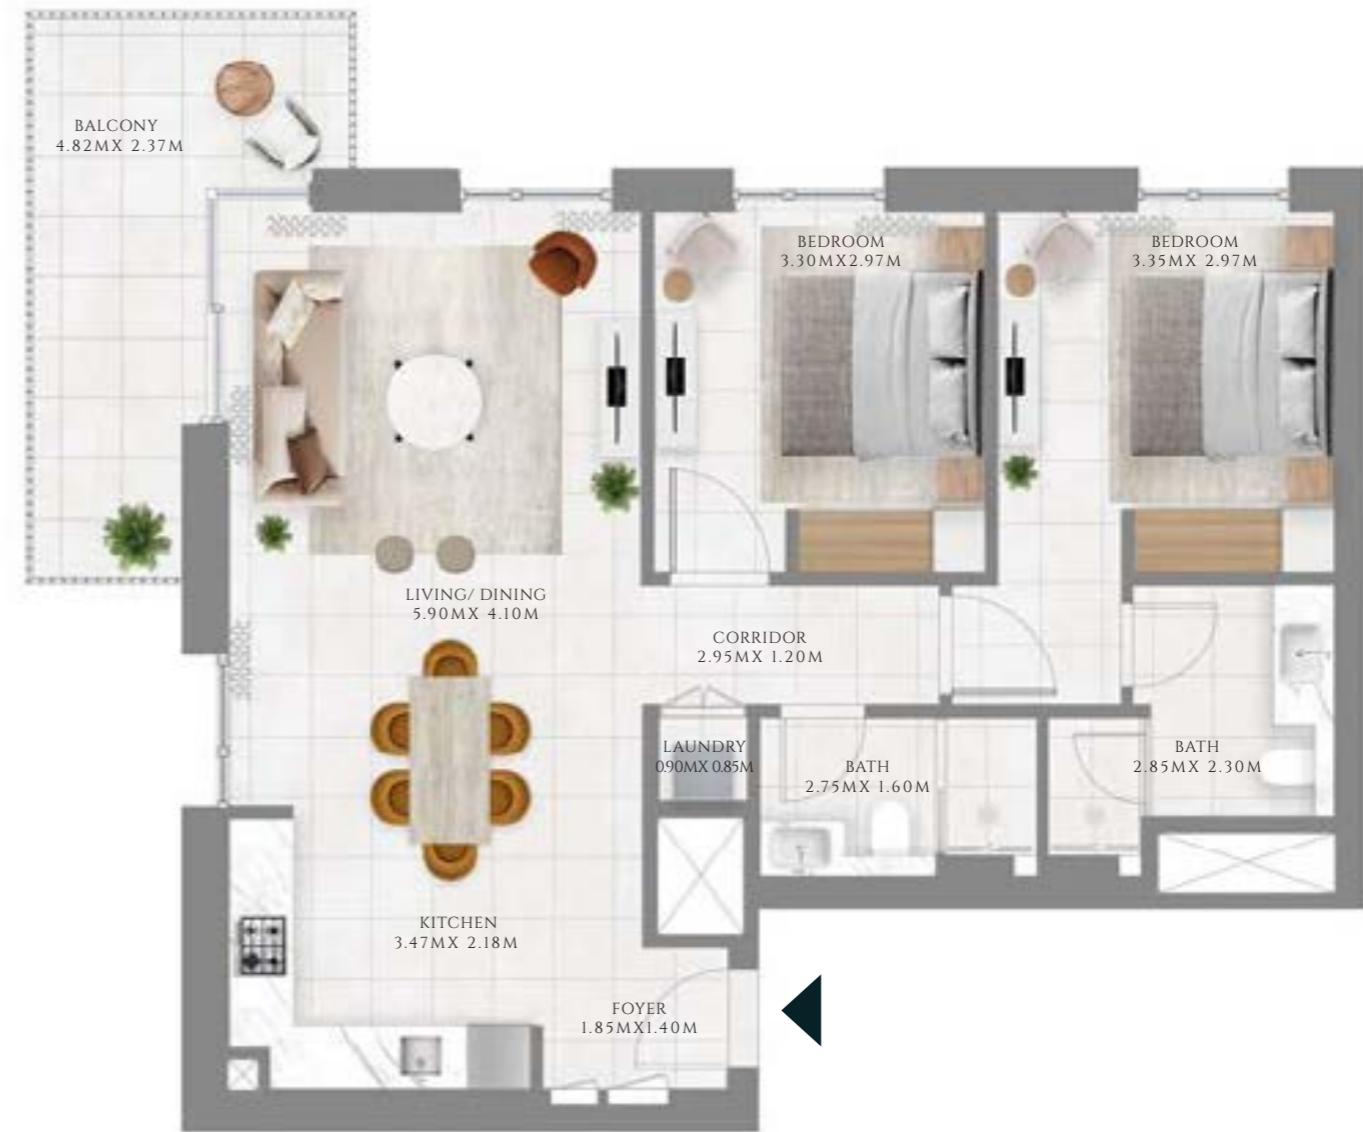 BALCONY
4.82MX 2.37M
BEDROOM
3.30MX2.97M
BEDROOM
3.35MX 2.97M
LIVING/ DINING
5.90MX 4.10M
CORRIDOR
2.95MX 1.20M
LAUNDRY
0.90MX 0.85M
BATH
2.75MX 1.60M
BATH
2.85MX 2.30M
KITCHEN
3.47MX 2.18M
FOYER
1.85MX1.40M